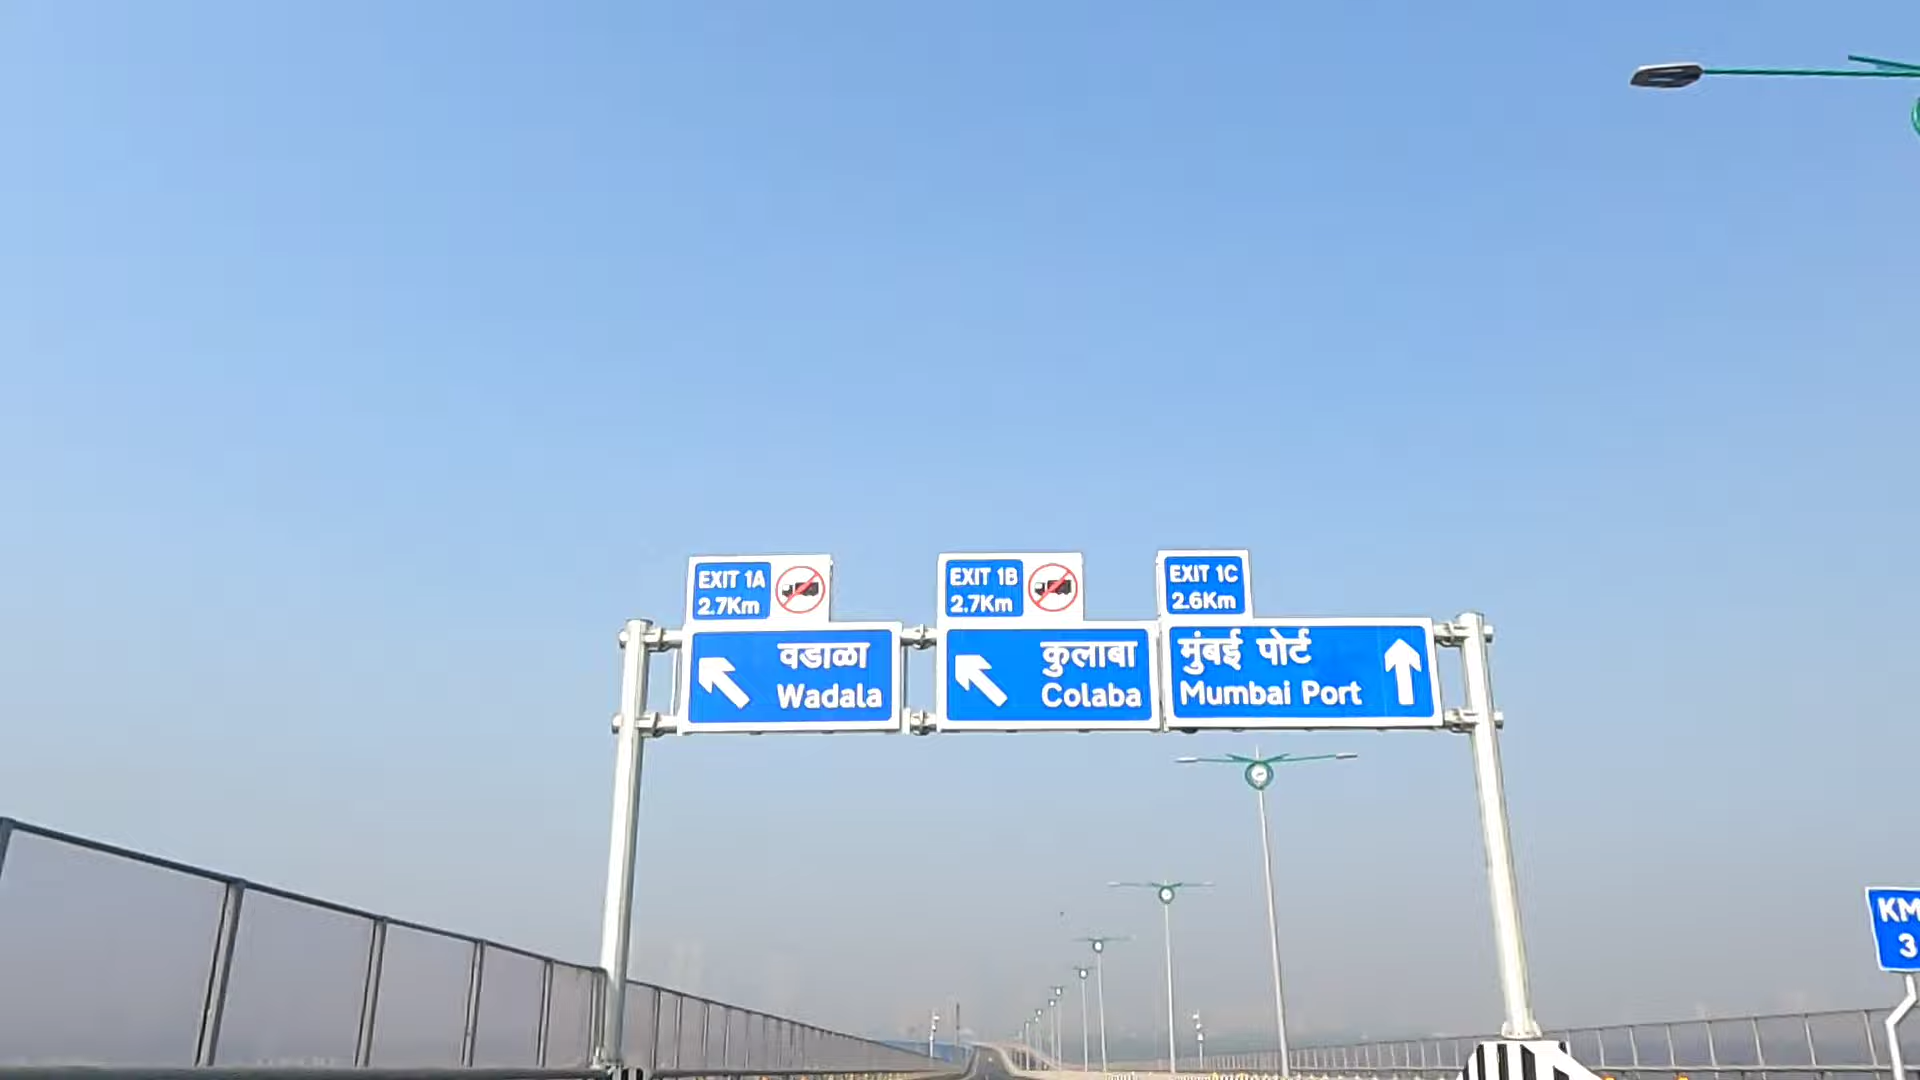 EXIT 1A
2.7Km
वडाळा
Wadala
EXIT 1B
2.7Km
कुलाबा
Colaba
EXIT 1C
2.6Km
मुंबई पोर्ट
Mumbai Port
KM
3